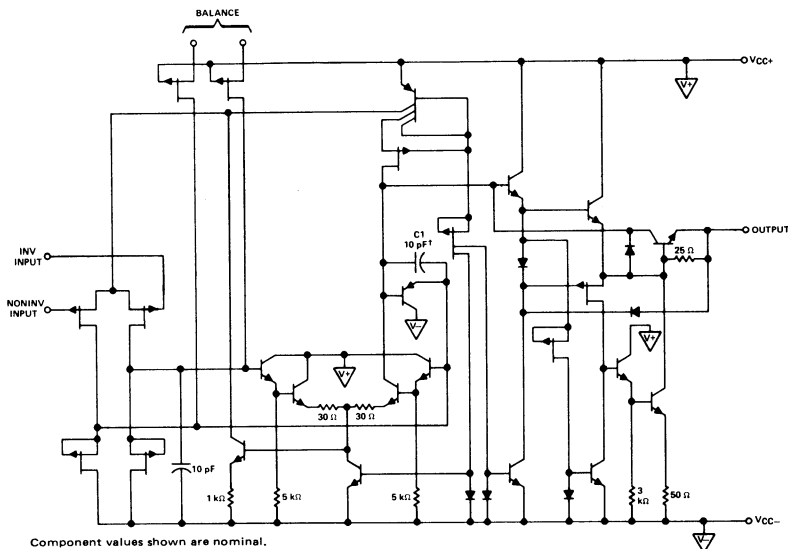 BALANCE
VCC+
V+
C1
10 pF†
INV
INPUT
NONINV
INPUT
OUTPUT
25 Ω
V−
V+
V+
30 Ω
30 Ω
10 pF
1 kΩ
5 kΩ
5 kΩ
3
kΩ
50 Ω
VCC−
V−
Component values shown are nominal.